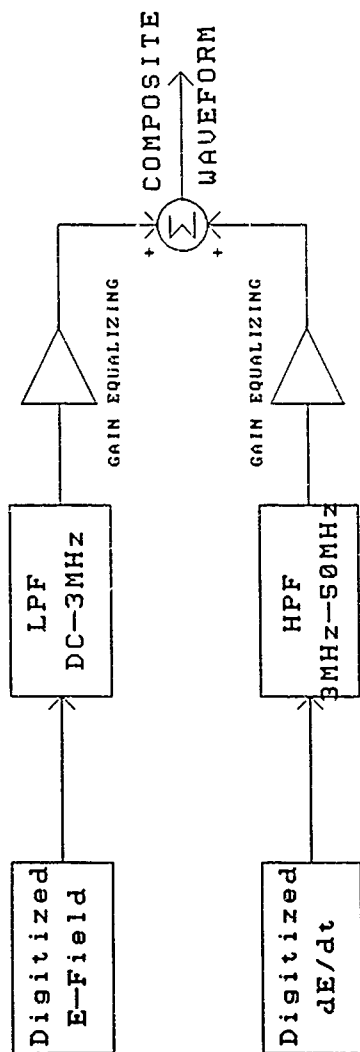 Digitized
E-Field
LPF
DC-3MHz
GAIN EQUALIZING
+
Σ
+
COMPOSITE
WAVEFORM
Digitized
dE/dt
HPF
3MHz-50MHz
GAIN EQUALIZING